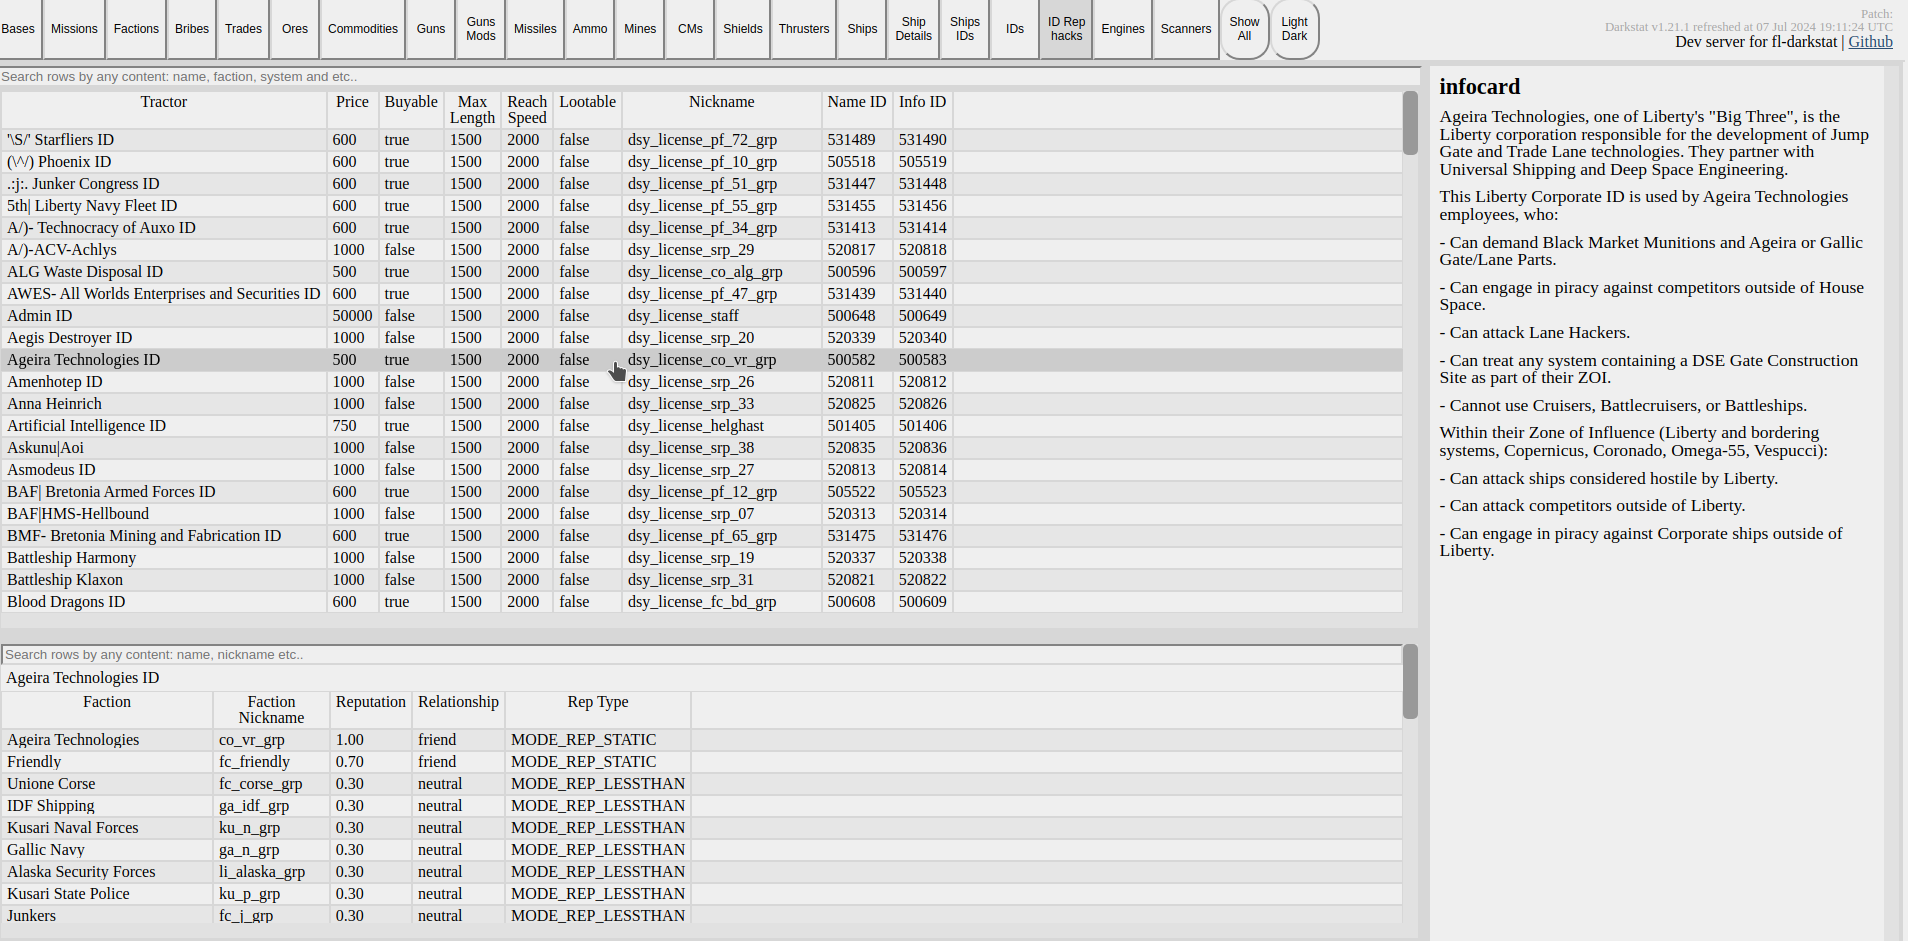 Bases Missions Factions Bribes Trades Ores Commodities Guns Guns Mods Missiles Ammo Mines CMs Shields Thrusters Ships Ship Details Ships IDs IDs ID Rep hacks Engines Scanners Show All Light Dark
Patch:
Darkstat v1.21.1 refreshed at 07 Jul 2024 19:11:24 UTC
Dev server for fl-darkstat | Github
Search rows by any content: name, faction, system and etc..
Tractor Price Buyable Max Length Reach Speed Lootable Nickname Name ID Info ID
'\S/' Starfliers ID 600 true 1500 2000 false dsy_license_pf_72_grp 531489 531490
(\^/) Phoenix ID 600 true 1500 2000 false dsy_license_pf_10_grp 505518 505519
.:j:. Junker Congress ID 600 true 1500 2000 false dsy_license_pf_51_grp 531447 531448
5th| Liberty Navy Fleet ID 600 true 1500 2000 false dsy_license_pf_55_grp 531455 531456
A/)- Technocracy of Auxo ID 600 true 1500 2000 false dsy_license_pf_34_grp 531413 531414
A/)-ACV-Achlys 1000 false 1500 2000 false dsy_license_srp_29 520817 520818
ALG Waste Disposal ID 500 true 1500 2000 false dsy_license_co_alg_grp 500596 500597
AWES- All Worlds Enterprises and Securities ID 600 true 1500 2000 false dsy_license_pf_47_grp 531439 531440
Admin ID 50000 false 1500 2000 false dsy_license_staff 500648 500649
Aegis Destroyer ID 1000 false 1500 2000 false dsy_license_srp_20 520339 520340
Ageira Technologies ID 500 true 1500 2000 false dsy_license_co_vr_grp 500582 500583
Amenhotep ID 1000 false 1500 2000 false dsy_license_srp_26 520811 520812
Anna Heinrich 1000 false 1500 2000 false dsy_license_srp_33 520825 520826
Artificial Intelligence ID 750 true 1500 2000 false dsy_license_helghast 501405 501406
Askunu|Aoi 1000 false 1500 2000 false dsy_license_srp_38 520835 520836
Asmodeus ID 1000 false 1500 2000 false dsy_license_srp_27 520813 520814
BAF| Bretonia Armed Forces ID 600 true 1500 2000 false dsy_license_pf_12_grp 505522 505523
BAF|HMS-Hellbound 1000 false 1500 2000 false dsy_license_srp_07 520313 520314
BMF- Bretonia Mining and Fabrication ID 600 true 1500 2000 false dsy_license_pf_65_grp 531475 531476
Battleship Harmony 1000 false 1500 2000 false dsy_license_srp_19 520337 520338
Battleship Klaxon 1000 false 1500 2000 false dsy_license_srp_31 520821 520822
Blood Dragons ID 600 true 1500 2000 false dsy_license_fc_bd_grp 500608 500609
Search rows by any content: name, nickname etc..
Ageira Technologies ID
Faction Faction Nickname Reputation Relationship Rep Type
Ageira Technologies co_vr_grp 1.00 friend MODE_REP_STATIC
Friendly fc_friendly 0.70 friend MODE_REP_STATIC
Unione Corse fc_corse_grp 0.30 neutral MODE_REP_LESSTHAN
IDF Shipping ga_idf_grp 0.30 neutral MODE_REP_LESSTHAN
Kusari Naval Forces ku_n_grp 0.30 neutral MODE_REP_LESSTHAN
Gallic Navy ga_n_grp 0.30 neutral MODE_REP_LESSTHAN
Alaska Security Forces li_alaska_grp 0.30 neutral MODE_REP_LESSTHAN
Kusari State Police ku_p_grp 0.30 neutral MODE_REP_LESSTHAN
Junkers fc_j_grp 0.30 neutral MODE_REP_LESSTHAN
infocard
Ageira Technologies, one of Liberty's "Big Three", is the
Liberty corporation responsible for the development of Jump
Gate and Trade Lane technologies. They partner with
Universal Shipping and Deep Space Engineering.
This Liberty Corporate ID is used by Ageira Technologies
employees, who:
- Can demand Black Market Munitions and Ageira or Gallic
Gate/Lane Parts.
- Can engage in piracy against competitors outside of House
Space.
- Can attack Lane Hackers.
- Can treat any system containing a DSE Gate Construction
Site as part of their ZOI.
- Cannot use Cruisers, Battlecruisers, or Battleships.
Within their Zone of Influence (Liberty and bordering
systems, Copernicus, Coronado, Omega-55, Vespucci):
- Can attack ships considered hostile by Liberty.
- Can attack competitors outside of Liberty.
- Can engage in piracy against Corporate ships outside of
Liberty.